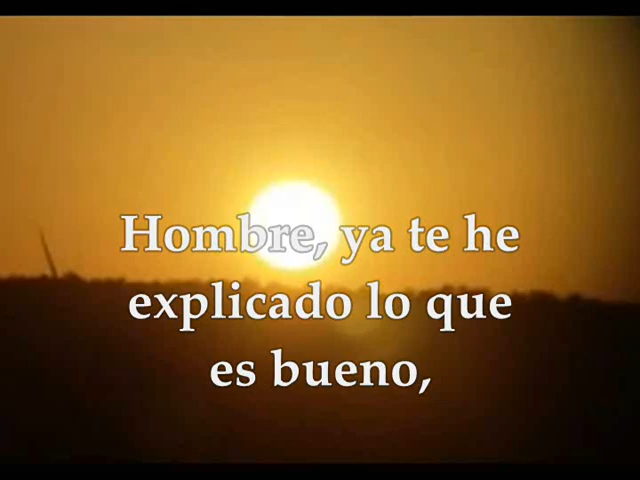 Hombre, ya te he
explicado lo que
es bueno,